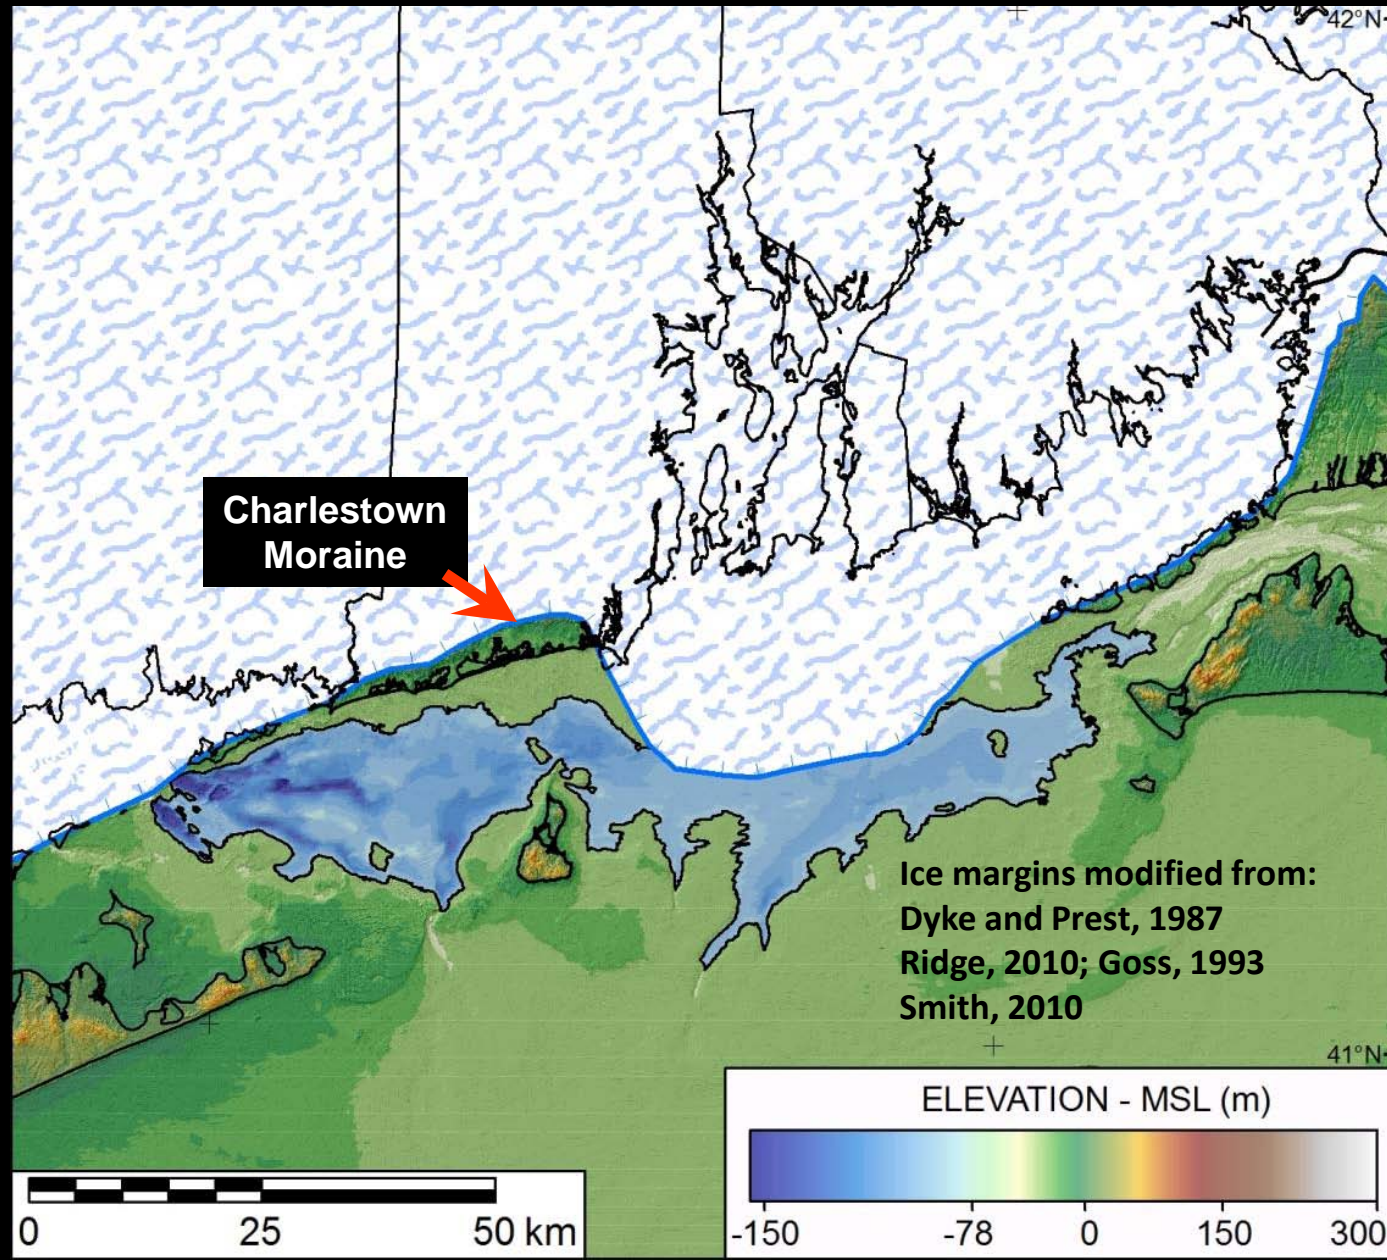 42°N
Charlestown
Moraine
Ice margins modified from:
Dyke and Prest, 1987
Ridge, 2010; Goss, 1993
Smith, 2010
41°N
ELEVATION - MSL (m)
-150 -78 0 150 300
0 25 50 km